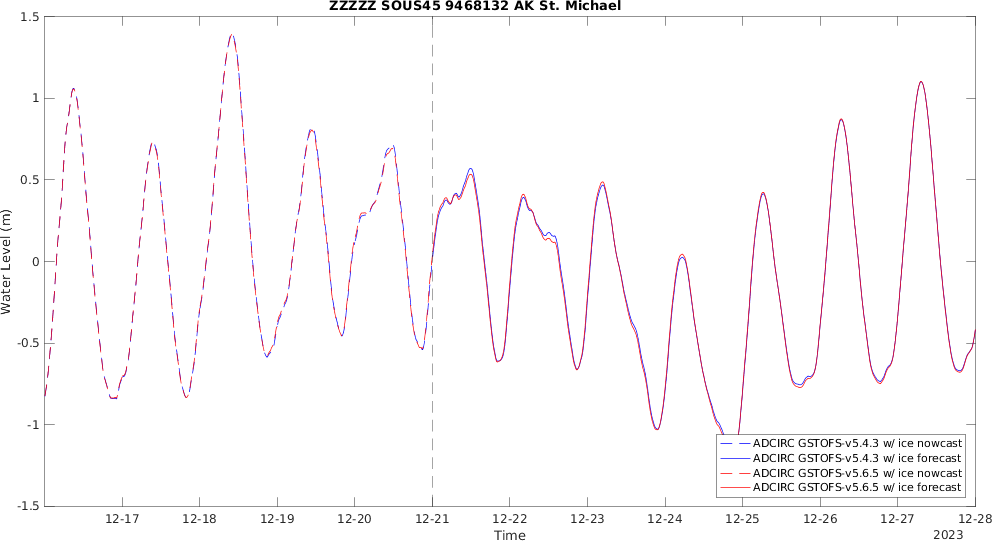 ZZZZZ SOUS45 9468132 AK St. Michael
1.5
1
0.5
0
-0.5
-1
-1.5
Water Level (m)
ADCIRC GSTOFS-v5.4.3 w/ ice nowcast
ADCIRC GSTOFS-v5.4.3 w/ ice forecast
ADCIRC GSTOFS-v5.6.5 w/ ice nowcast
ADCIRC GSTOFS-v5.6.5 w/ ice forecast
12-17 12-18 12-19 12-20 12-21 12-22 12-23 12-24 12-25 12-26 12-27 12-28
Time
2023